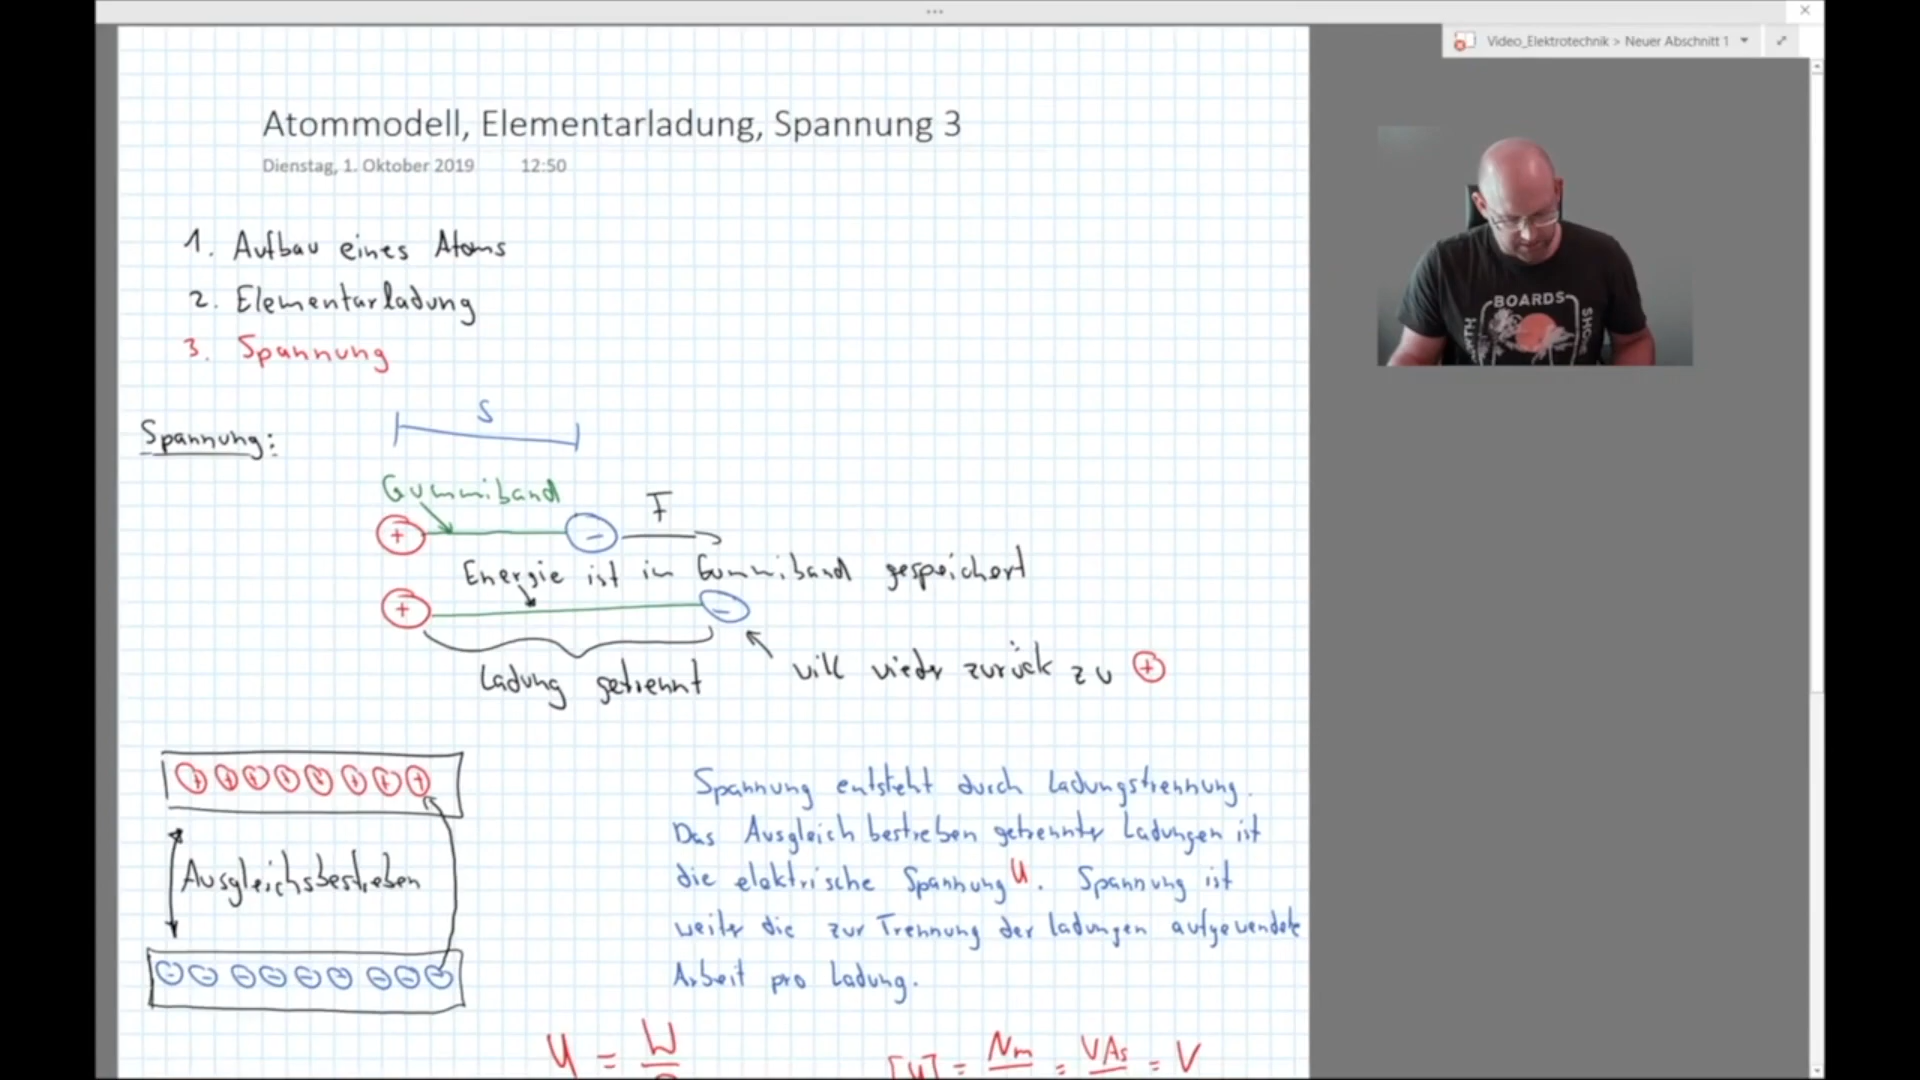 Video_Elektrotechnik > Neuer Abschnitt 1
Atommodell, Elementarladung, Spannung 3
Dienstag, 1. Oktober 2019 12:50
1. Aufbau eines Atoms
2. Elementarladung
3. Spannung
BOARDS
Spannung:
S
Gummiband
+ - F
Energie ist im Gummiband gespeichert
+ -
Ladung getrennt
will wieder zurück zu +
+ + + + + + + +
Ausgleichsbestreben
- - - - - - - - -
Spannung entsteht durch Ladungstrennung.
Das Ausgleichbestreben getrennter Ladungen ist
die elektrische Spannung U. Spannung ist
weiter die zur Trennung der Ladungen aufgewendete
Arbeit pro Ladung.
U = W
[U] = Nm = VAs = V